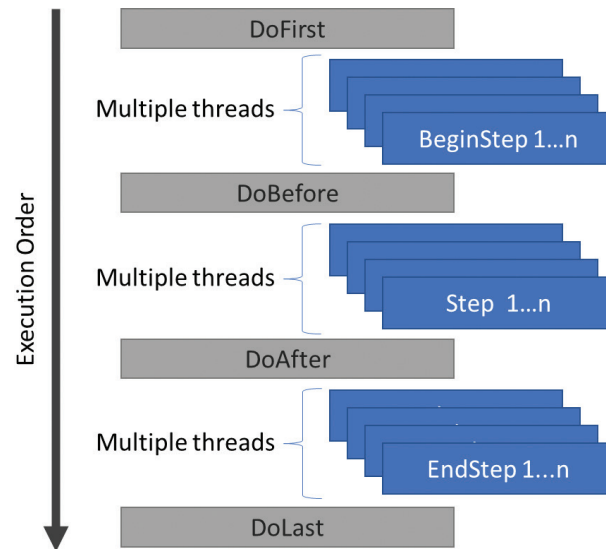 DoFirst
Multiple threads
BeginStep 1...n
DoBefore
Multiple threads
Step 1...n
DoAfter
Multiple threads
EndStep 1...n
DoLast
Execution Order